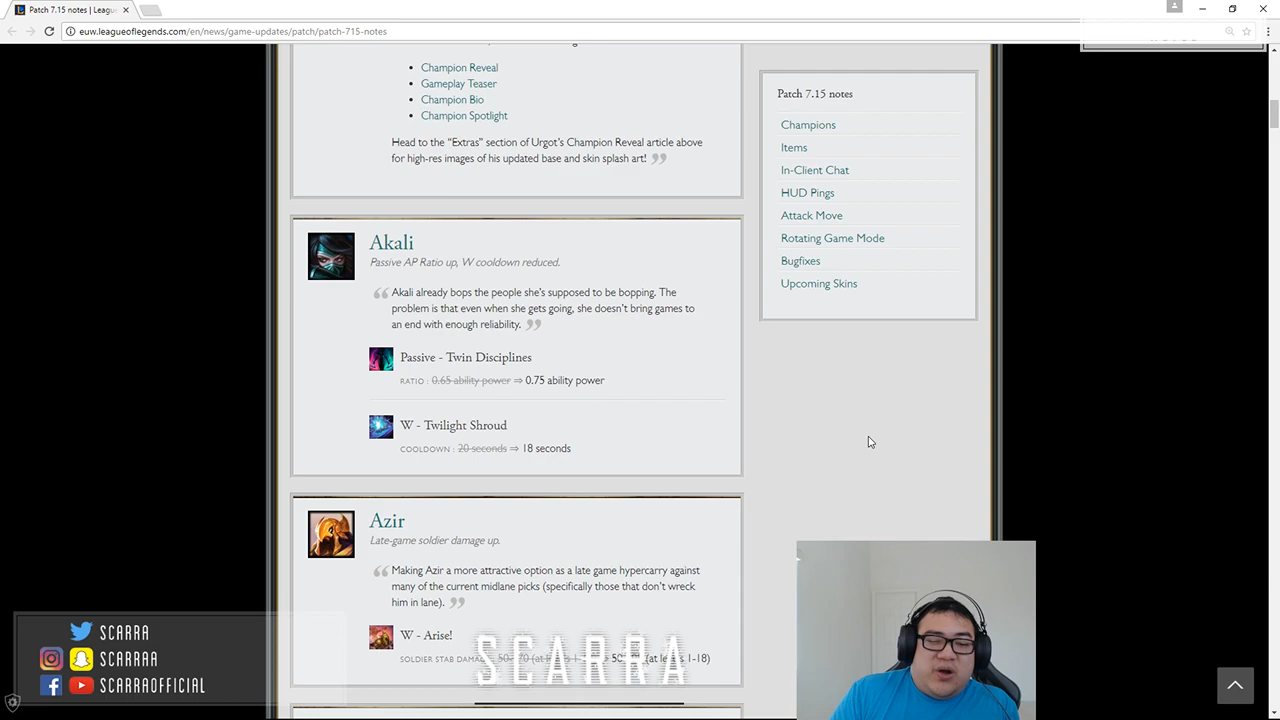 Patch 7.15 notes | Leagu
euw.leagueoflegends.com/en/news/game-updates/patch/patch-715-notes
Champion Reveal
Gameplay Teaser
Champion Bio
Champion Spotlight
Head to the “Extras” section of Urgot’s Champion Reveal article above
for high-res images of his updated base and skin splash art!
Akali
Passive AP Ratio up, W cooldown reduced.
Akali already bops the people she’s supposed to be bopping. The
problem is that even when she gets going, she doesn’t bring games to
an end with enough reliability.
Passive - Twin Disciplines
RATIO : 0.65 ability power ⇒ 0.75 ability power
W - Twilight Shroud
COOLDOWN : 20 seconds ⇒ 18 seconds
Azir
Late-game soldier damage up.
Making Azir a more attractive option as a late game hypercarry against
many of the current midlane picks (specifically those that don’t wreck
him in lane).
W - Arise!
SOLDIER STAB (at levels 1-18)
Patch 7.15 notes
Champions
Items
In-Client Chat
HUD Pings
Attack Move
Rotating Game Mode
Bugfixes
Upcoming Skins
SCARRA
SCARRRA
SCARRAOFFICIAL
SCARRA